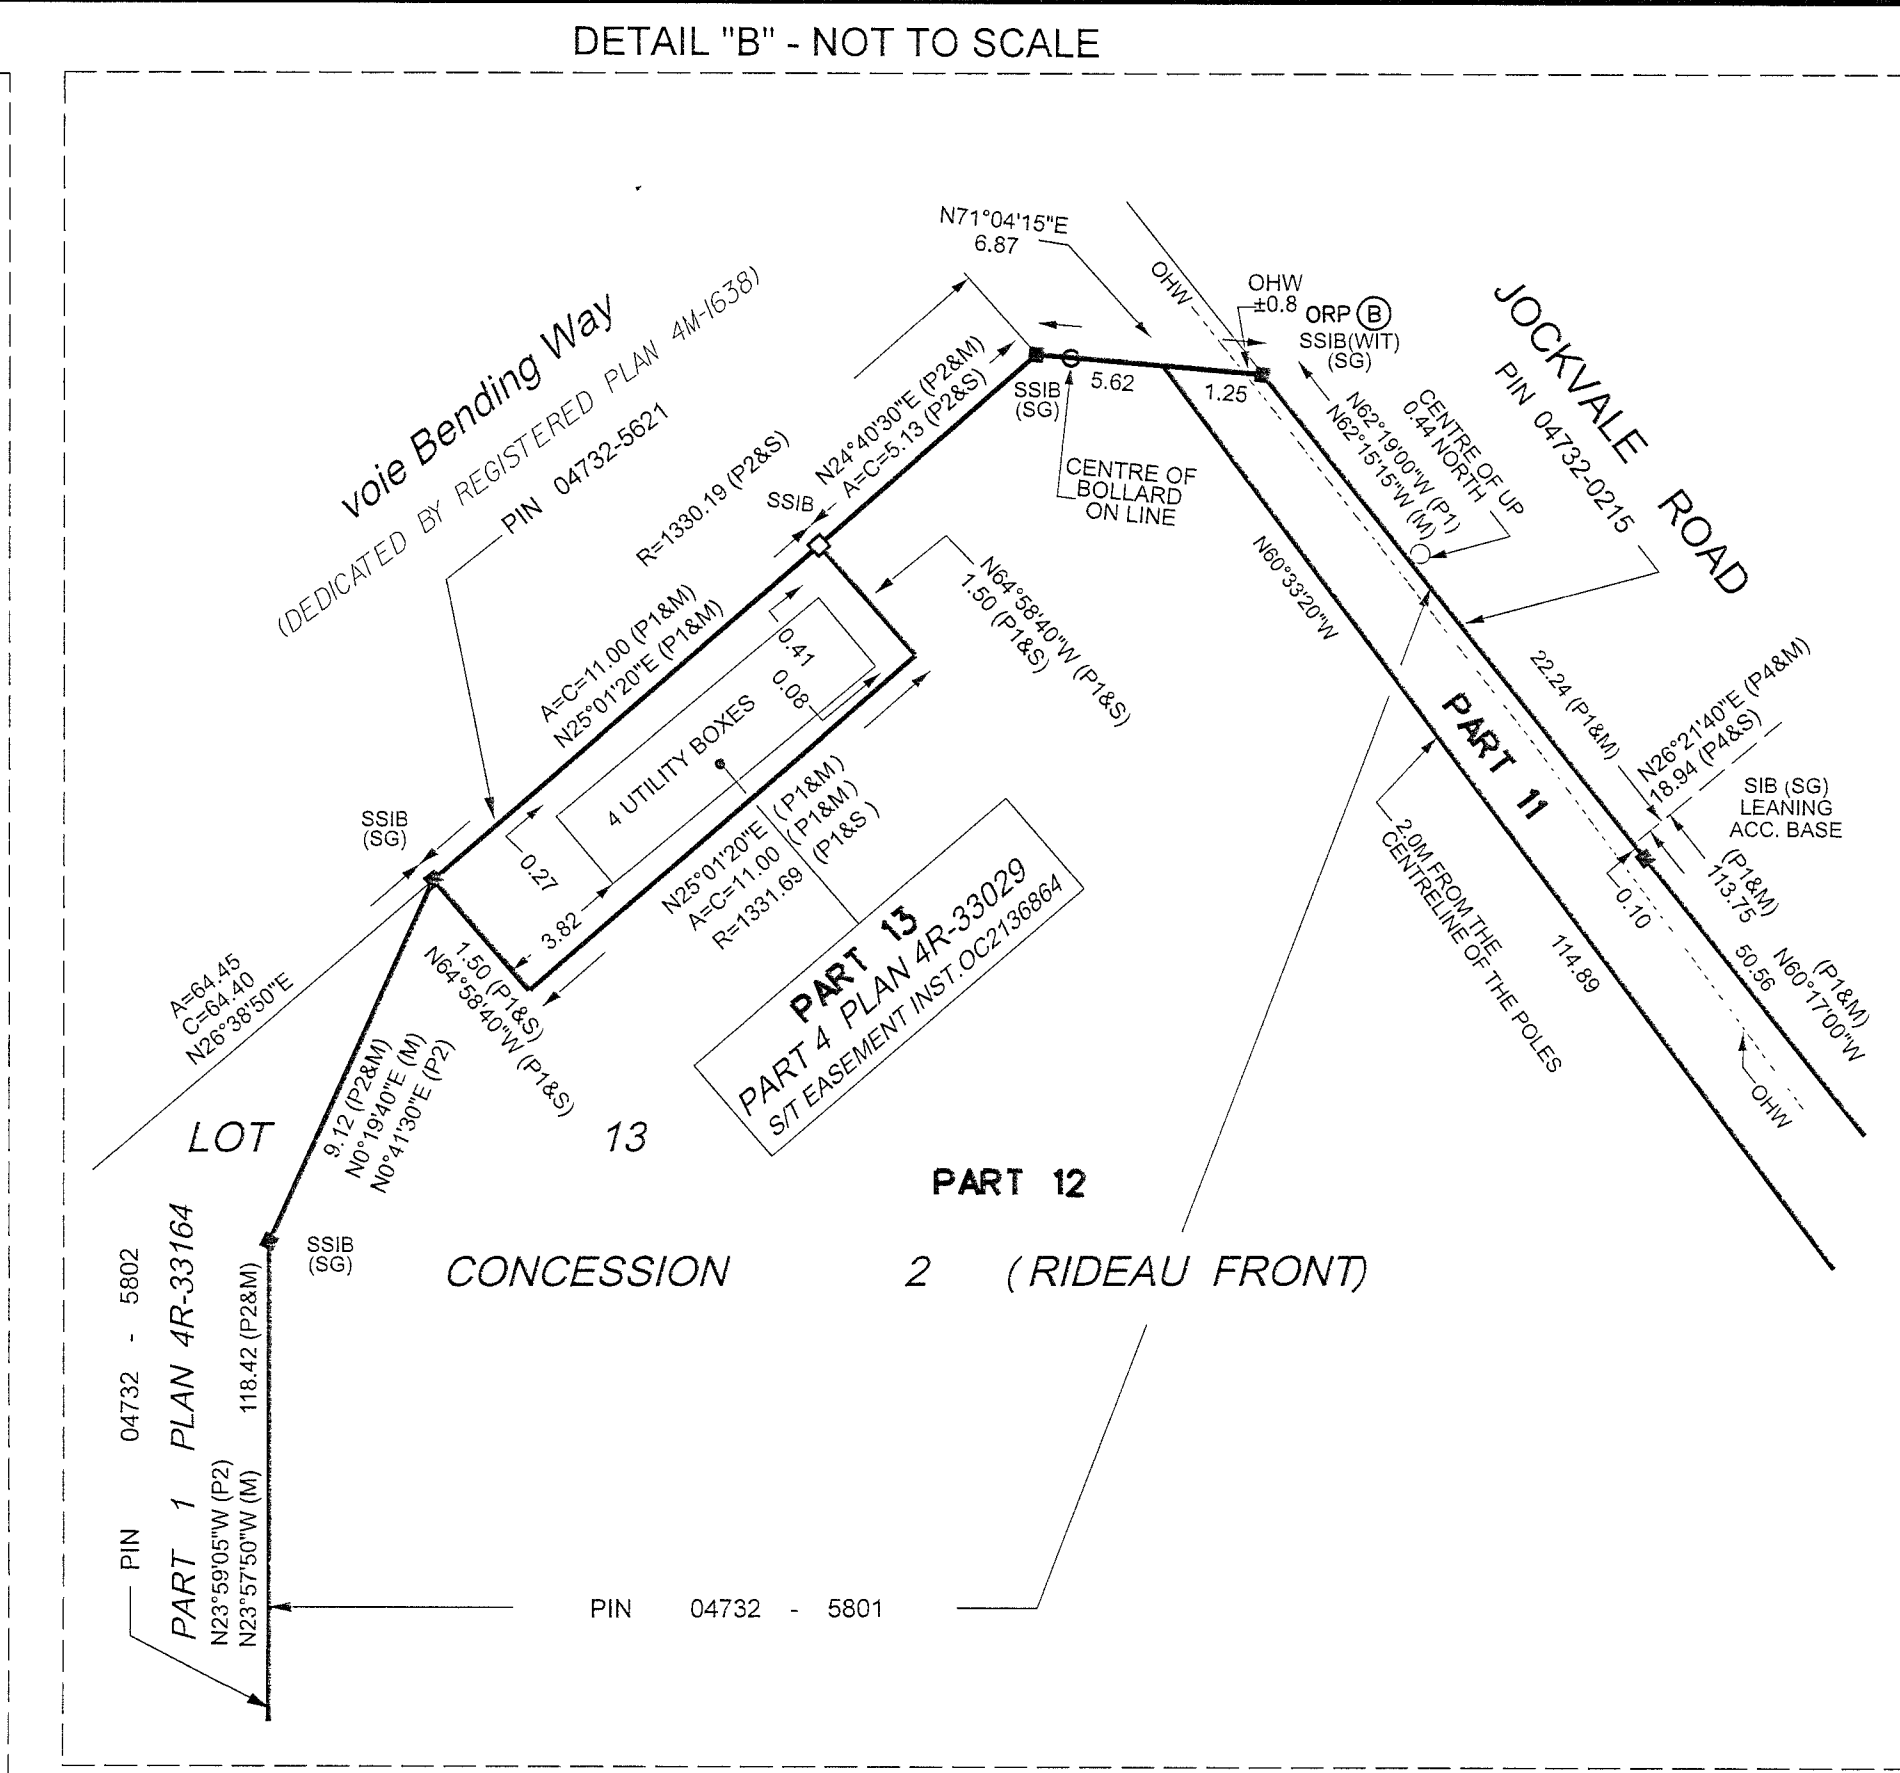 DETAIL "B" - NOT TO SCALE
N71°04'15"E
6.87
OHW
OHW
±0.8
ORP B
SSIB(WIT)
(SG)
JOCKVALE ROAD
PIN 04732-0215
voie Bending Way
(DEDICATED BY REGISTERED PLAN 4M-1638)
PIN 04732-5621
N24°40'30"E (P2&M)
A=C=5.13 (P2&S)
R=1330.19 (P2&S)
SSIB
SSIB
(SG)
5.62
1.25
CENTRE OF
BOLLARD
ON LINE
CENTRE OF UP
0.44 NORTH
N62°19'00"W (P1)
N62°15'15"W (M)
N60°33'20"W
N64°58'40"W (P1&S)
1.50 (P1&S)
A=C=11.00 (P1&M)
N25°01'20"E (P1&M)
0.41
0.08
4 UTILITY BOXES
22.24 (P1&M)
N26°21'40"E (P4&M)
18.94 (P4&S)
PART 11
SIB (SG)
LEANING
ACC. BASE
SSIB
(SG)
0.27
3.82
N25°01'20"E (P1&M)
A=C=11.00 (P1&M)
R=1331.69 (P1&S)
2.0M FROM THE
CENTRELINE OF THE POLES
(P1&M)
113.75
0.10
50.56
(P1&M)
N60°17'00"W
114.89
OHW
PART 13
PART 4 PLAN 4R-33029
S/T EASEMENT INST.OC2136864
1.50 (P1&S)
N64°58'40"W (P1&S)
A=64.45
C=64.40
N26°38'50"E
9.12 (P2&M)
N0°19'40"E (M)
N0°41'30"E (P2)
LOT 13
PART 12
SSIB
(SG)
CONCESSION 2 (RIDEAU FRONT)
PIN 04732 - 5802
PART 1 PLAN 4R-33164
118.42 (P2&M)
N23°59'05"W (P2)
N23°57'50"W (M)
PIN 04732 - 5801